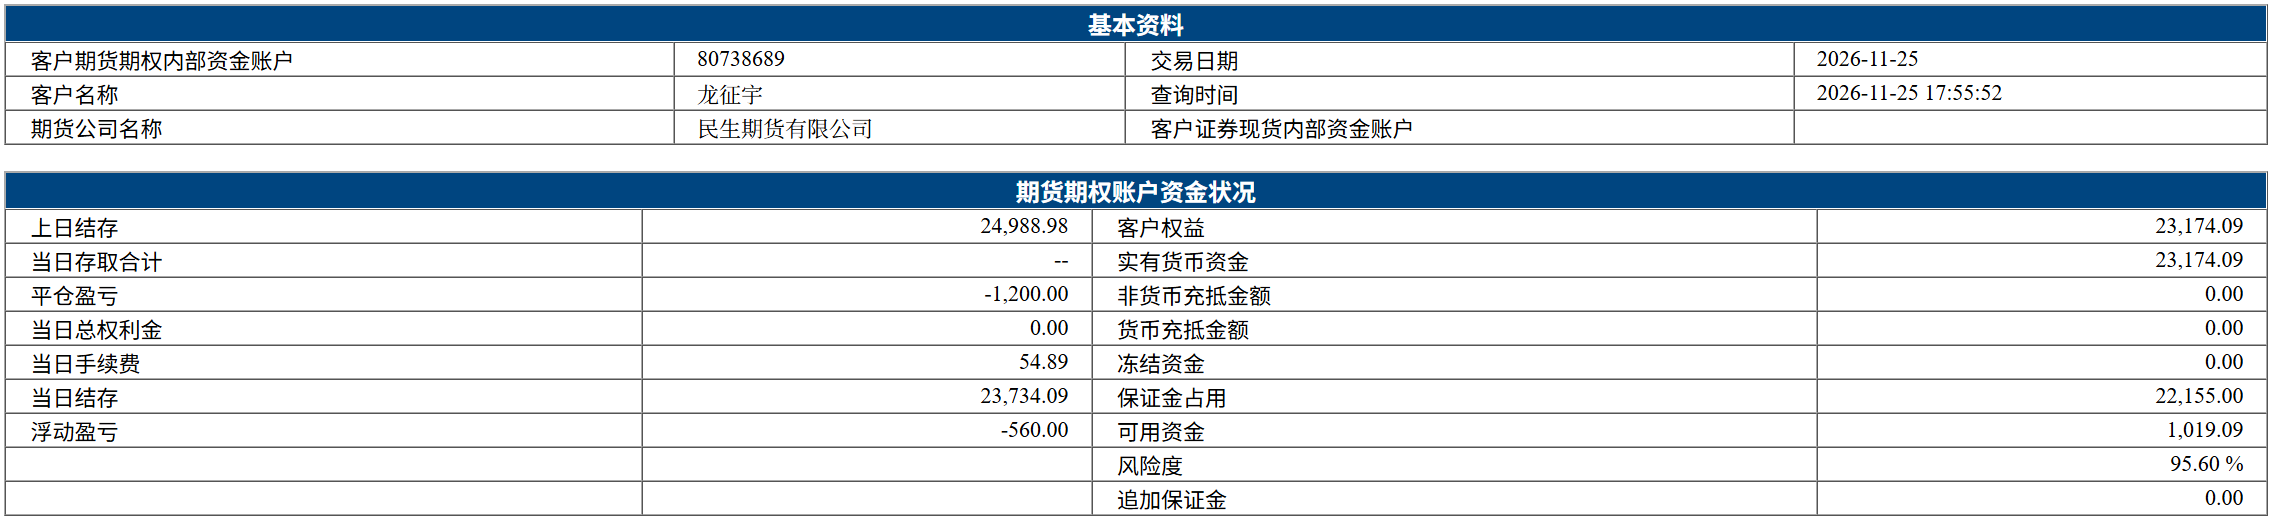 基本资料
客户期货期权内部资金账户 80738689 交易日期 2026-11-25
客户名称 龙征宇 查询时间 2026-11-25 17:55:52
期货公司名称 民生期货有限公司 客户证券现货内部资金账户
期货期权账户资金状况
上日结存 24,988.98 客户权益 23,174.09
当日存取合计 -- 实有货币资金 23,174.09
平仓盈亏 -1,200.00 非货币充抵金额 0.00
当日总权利金 0.00 货币充抵金额 0.00
当日手续费 54.89 冻结资金 0.00
当日结存 23,734.09 保证金占用 22,155.00
浮动盈亏 -560.00 可用资金 1,019.09
风险度 95.60 %
追加保证金 0.00